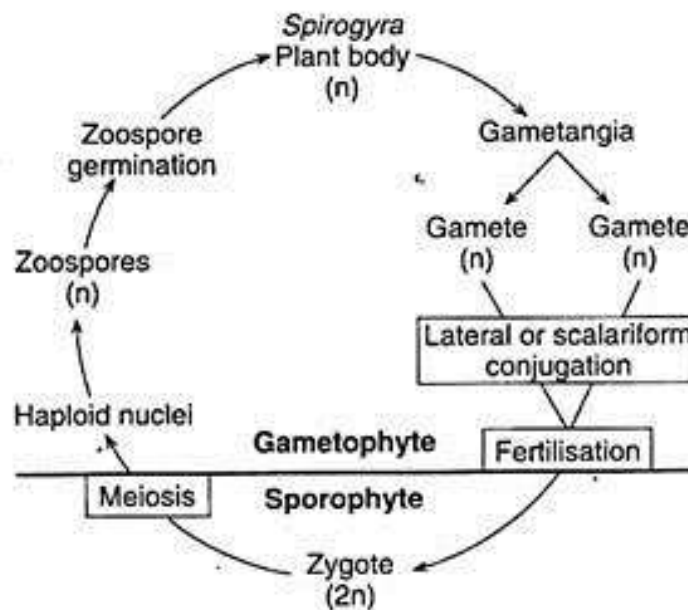 Spirogyra
Plant body
(n)
Gametangia
Gamete
(n)
Gamete
(n)
Lateral or scalariform
conjugation
Fertilisation
Gametophyte
Sporophyte
Zygote
(2n)
Meiosis
Haploid nuclei
Zoospores
(n)
Zoospore
germination